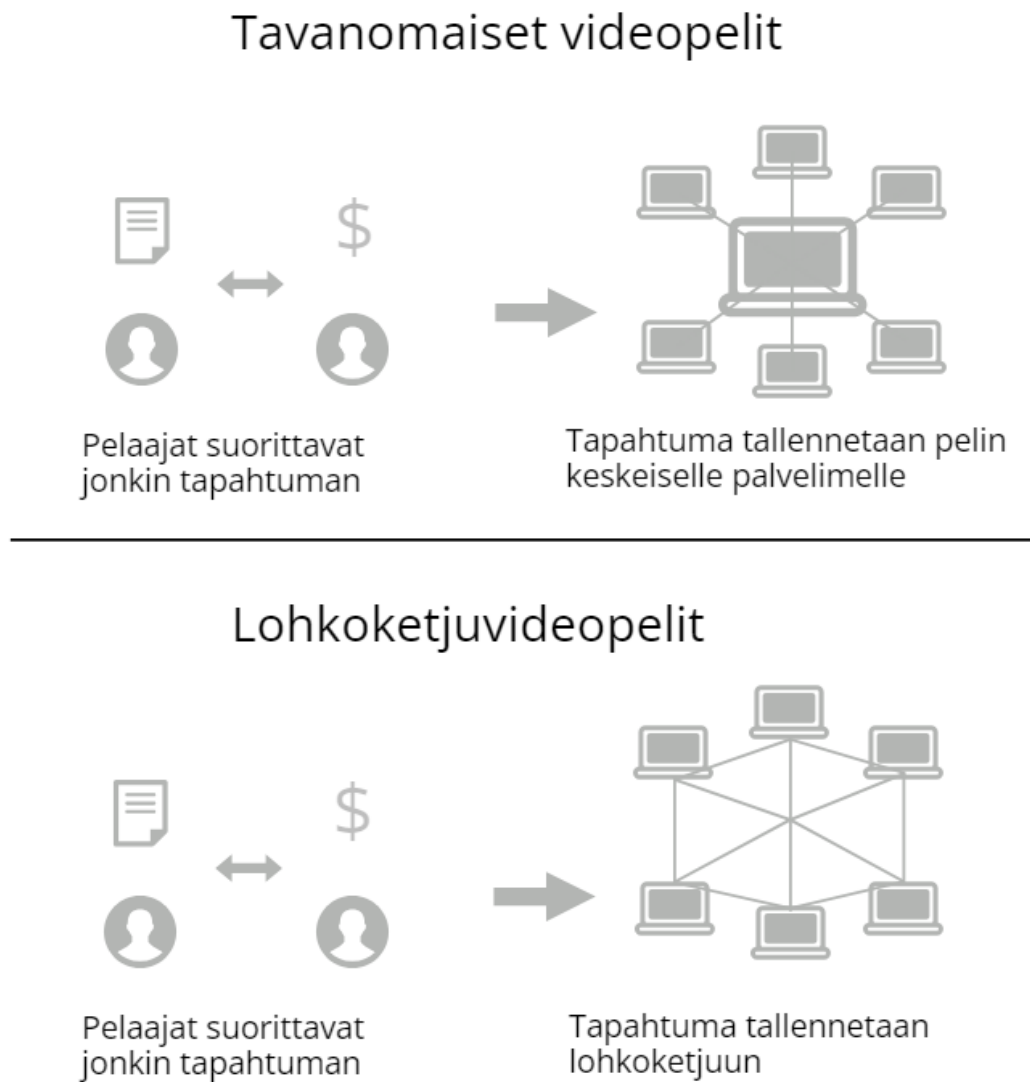 Tavanomaiset videopelit
$
Pelaajat suorittavat
jonkin tapahtuman
Tapahtuma tallennetaan pelin
keskeiselle palvelimelle
Lohkoketjuvideopelit
$
Pelaajat suorittavat
jonkin tapahtuman
Tapahtuma tallennetaan
lohkoketjuun